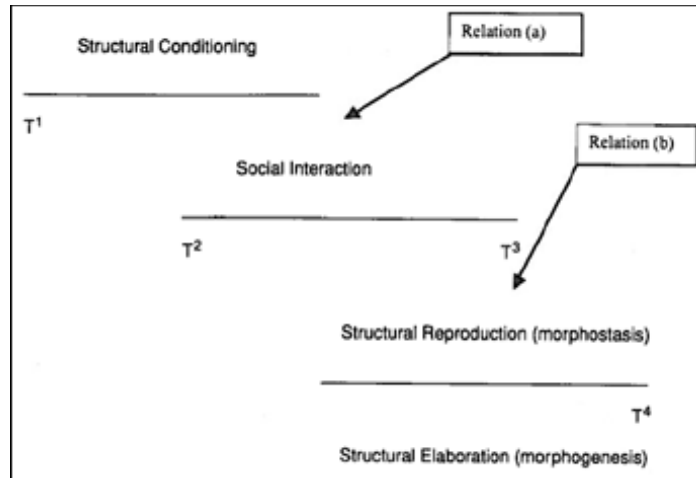 Structural Conditioning
Relation (a)
T¹
Relation (b)
Social Interaction
T² T³
Structural Reproduction (morphostasis)
T⁴
Structural Elaboration (morphogenesis)